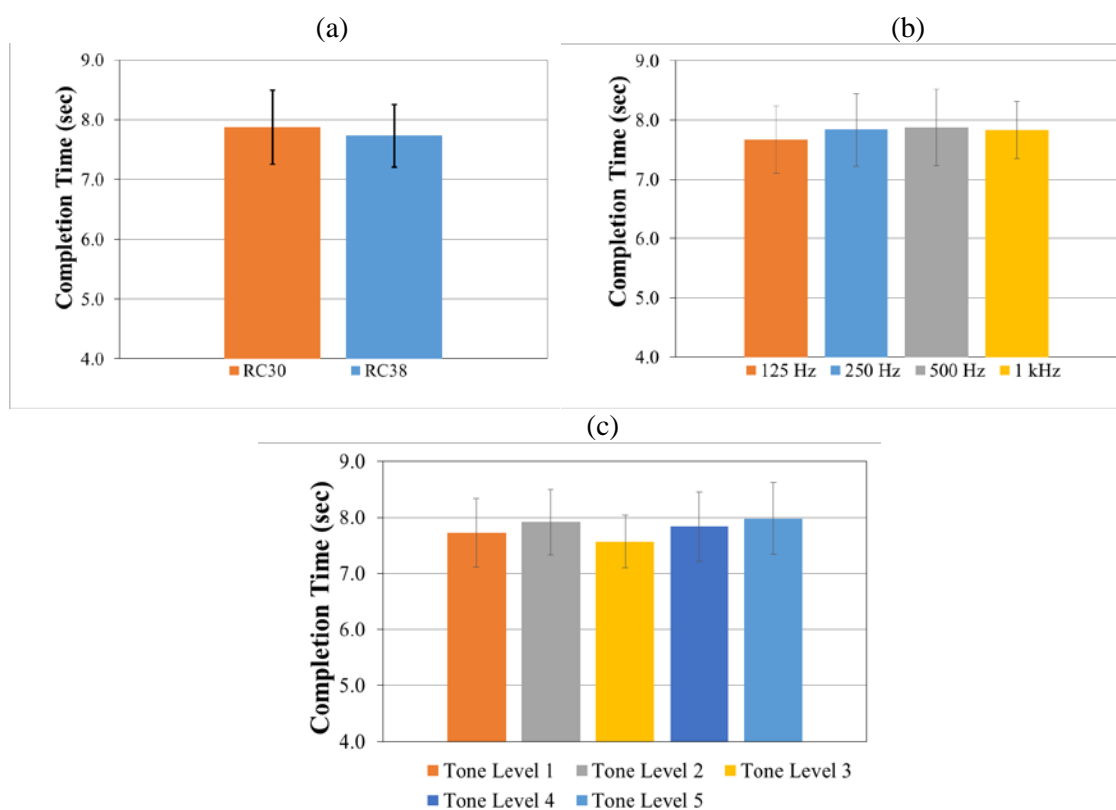 (a)
Completion Time (sec)
9.0
8.0
7.0
6.0
5.0
4.0
RC30 RC38
(b)
Completion Time (sec)
9.0
8.0
7.0
6.0
5.0
4.0
125 Hz 250 Hz 500 Hz 1 kHz
(c)
Completion Time (sec)
9.0
8.0
7.0
6.0
5.0
4.0
Tone Level 1 Tone Level 2 Tone Level 3
Tone Level 4 Tone Level 5